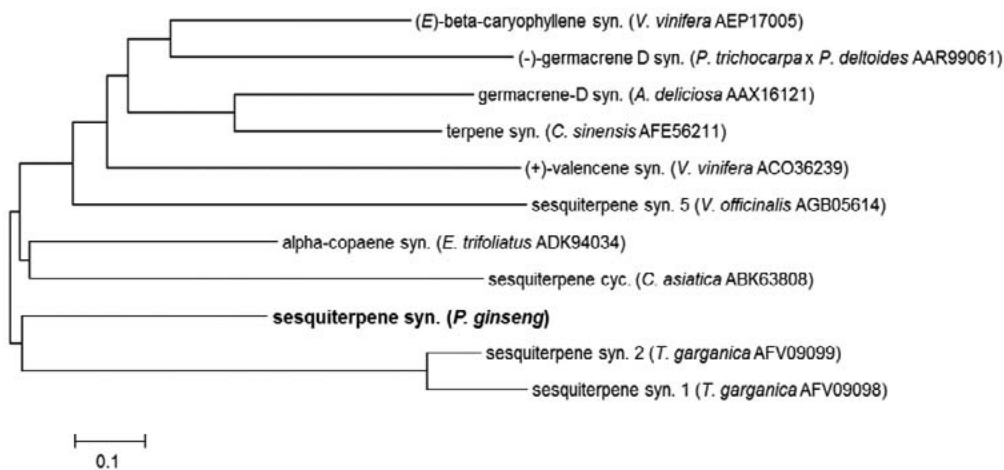 (E)-beta-caryophyllene syn. (V. vinifera AEP17005)
(-)-germacrene D syn. (P. trichocarpa x P. deltoides AAR99061)
germacrene-D syn. (A. deliciosa AAX16121)
terpene syn. (C. sinensis AFE56211)
(+)-valencene syn. (V. vinifera ACO36239)
sesquiterpene syn. 5 (V. officinalis AGB05614)
alpha-copaene syn. (E. trifoliatus ADK94034)
sesquiterpene cyc. (C. asiatica ABK63808)
sesquiterpene syn. (P. ginseng)
sesquiterpene syn. 2 (T. garganica AFV09099)
sesquiterpene syn. 1 (T. garganica AFV09098)
0.1